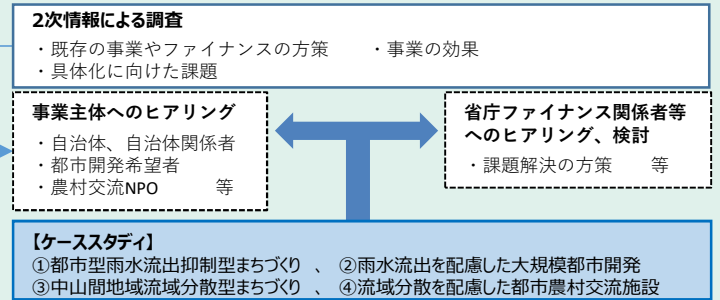 2次情報による調査
・既存の事業やファイナンスの方策　　・事業の効果
・具体化に向けた課題
事業主体へのヒアリング
・自治体、自治体関係者
・都市開発希望者
・農村交流NPO　　等
省庁ファイナンス関係者等
へのヒアリング、検討
・課題解決の方策　　等
【ケーススタディ】
①都市型雨水流出抑制型まちづくり 、 ②雨水流出を配慮した大規模都市開発
③中山間地域流域分散型まちづくり 、 ④流域分散を配慮した都市農村交流施設